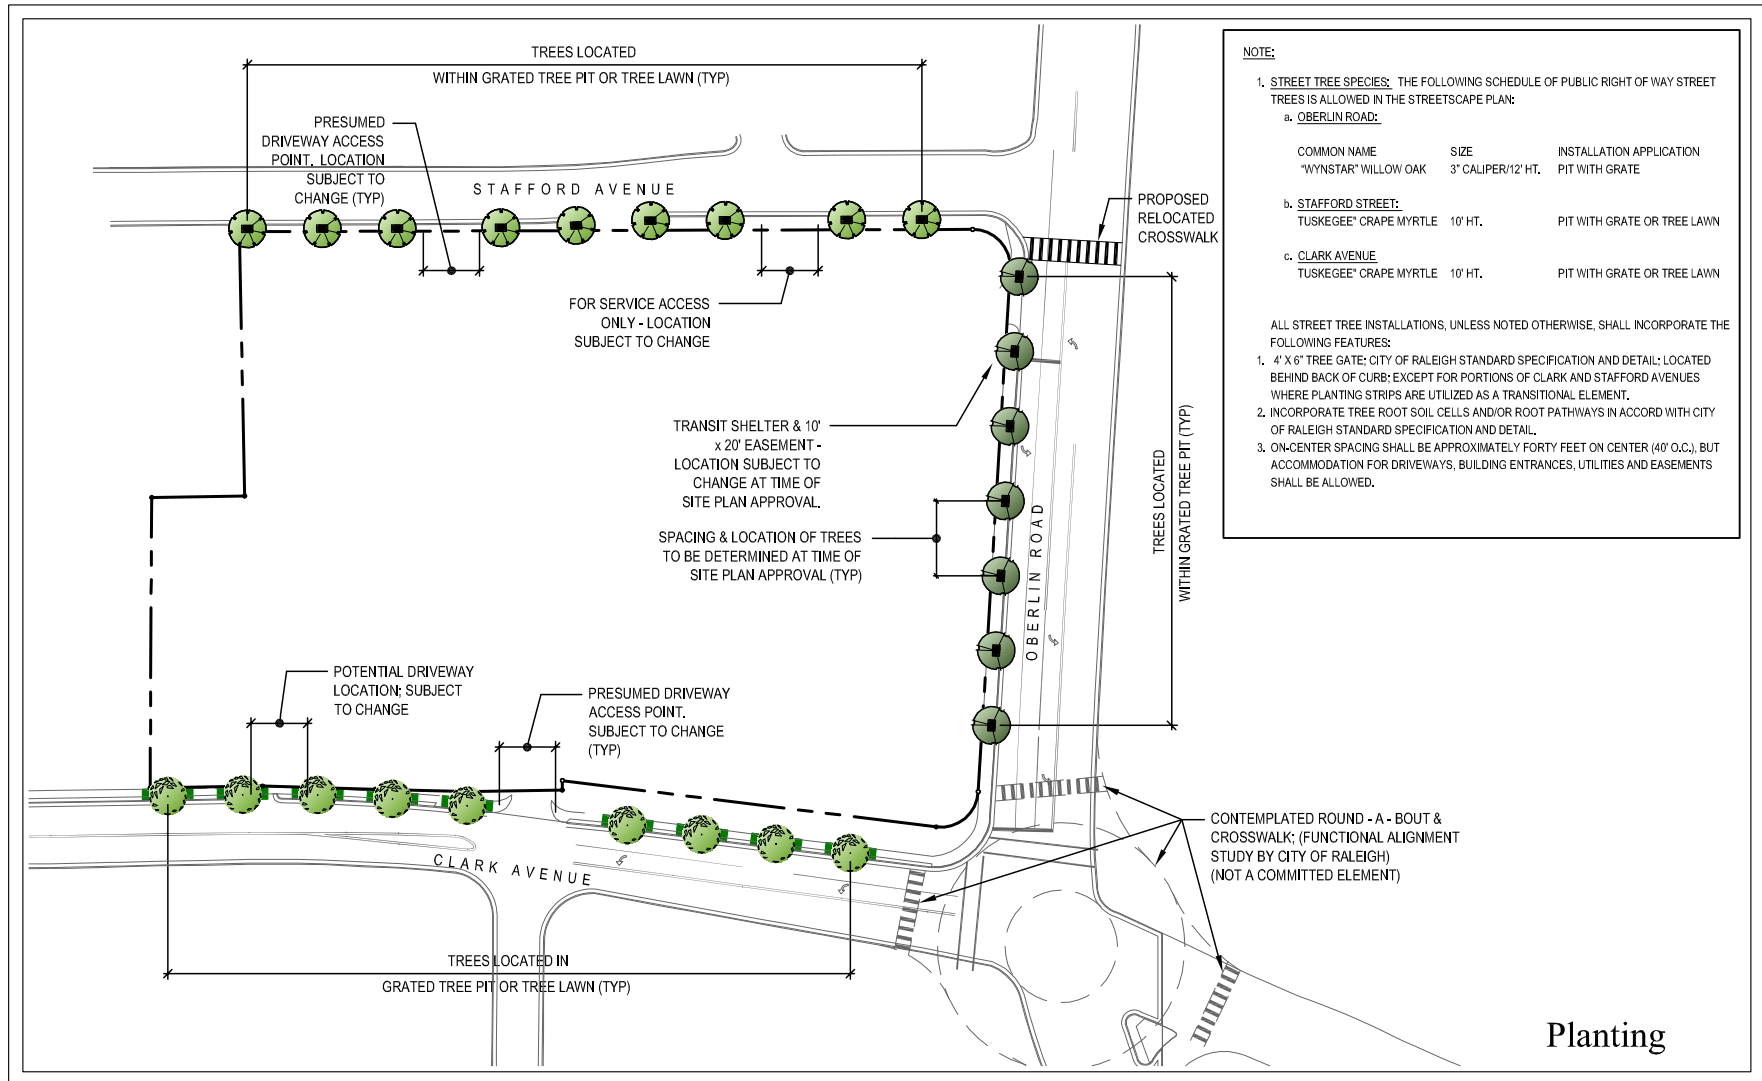 TREES LOCATED
WITHIN GRATED TREE PIT OR TREE LAWN (TYP)
PRESUMED
DRIVEWAY ACCESS
POINT. LOCATION
SUBJECT TO
CHANGE (TYP)
STAFFORD AVENUE
PROPOSED
RELOCATED
CROSSWALK
FOR SERVICE ACCESS
ONLY - LOCATION
SUBJECT TO CHANGE
TRANSIT SHELTER & 10'
x 20' EASEMENT -
LOCATION SUBJECT TO
CHANGE AT TIME OF
SITE PLAN APPROVAL.
SPACING & LOCATION OF TREES
TO BE DETERMINED AT TIME OF
SITE PLAN APPROVAL (TYP)
OBERLIN ROAD
TREES LOCATED
WITHIN GRATED TREE PIT (TYP)
POTENTIAL DRIVEWAY
LOCATION; SUBJECT
TO CHANGE
PRESUMED DRIVEWAY
ACCESS POINT.
SUBJECT TO CHANGE
(TYP)
CLARK AVENUE
TREES LOCATED IN
GRATED TREE PIT OR TREE LAWN (TYP)
CONTEMPLATED ROUND - A - BOUT &
CROSSWALK; (FUNCTIONAL ALIGNMENT
STUDY BY CITY OF RALEIGH)
(NOT A COMMITTED ELEMENT)
NOTE:
1. STREET TREE SPECIES: THE FOLLOWING SCHEDULE OF PUBLIC RIGHT OF WAY STREET
TREES IS ALLOWED IN THE STREETSCAPE PLAN:
a. OBERLIN ROAD:
COMMON NAME SIZE INSTALLATION APPLICATION
"WYNSTAR" WILLOW OAK 3" CALIPER/12' HT. PIT WITH GRATE
b. STAFFORD STREET:
TUSKEGEE" CRAPE MYRTLE 10' HT. PIT WITH GRATE OR TREE LAWN
c. CLARK AVENUE
TUSKEGEE" CRAPE MYRTLE 10' HT. PIT WITH GRATE OR TREE LAWN
ALL STREET TREE INSTALLATIONS, UNLESS NOTED OTHERWISE, SHALL INCORPORATE THE
FOLLOWING FEATURES:
1. 4' X 6" TREE GATE; CITY OF RALEIGH STANDARD SPECIFICATION AND DETAIL; LOCATED
BEHIND BACK OF CURB; EXCEPT FOR PORTIONS OF CLARK AND STAFFORD AVENUES
WHERE PLANTING STRIPS ARE UTILIZED AS A TRANSITIONAL ELEMENT.
2. INCORPORATE TREE ROOT SOIL CELLS AND/OR ROOT PATHWAYS IN ACCORD WITH CITY
OF RALEIGH STANDARD SPECIFICATION AND DETAIL.
3. ON-CENTER SPACING SHALL BE APPROXIMATELY FORTY FEET ON CENTER (40' O.C.), BUT
ACCOMMODATION FOR DRIVEWAYS, BUILDING ENTRANCES, UTILITIES AND EASEMENTS
SHALL BE ALLOWED.
Planting